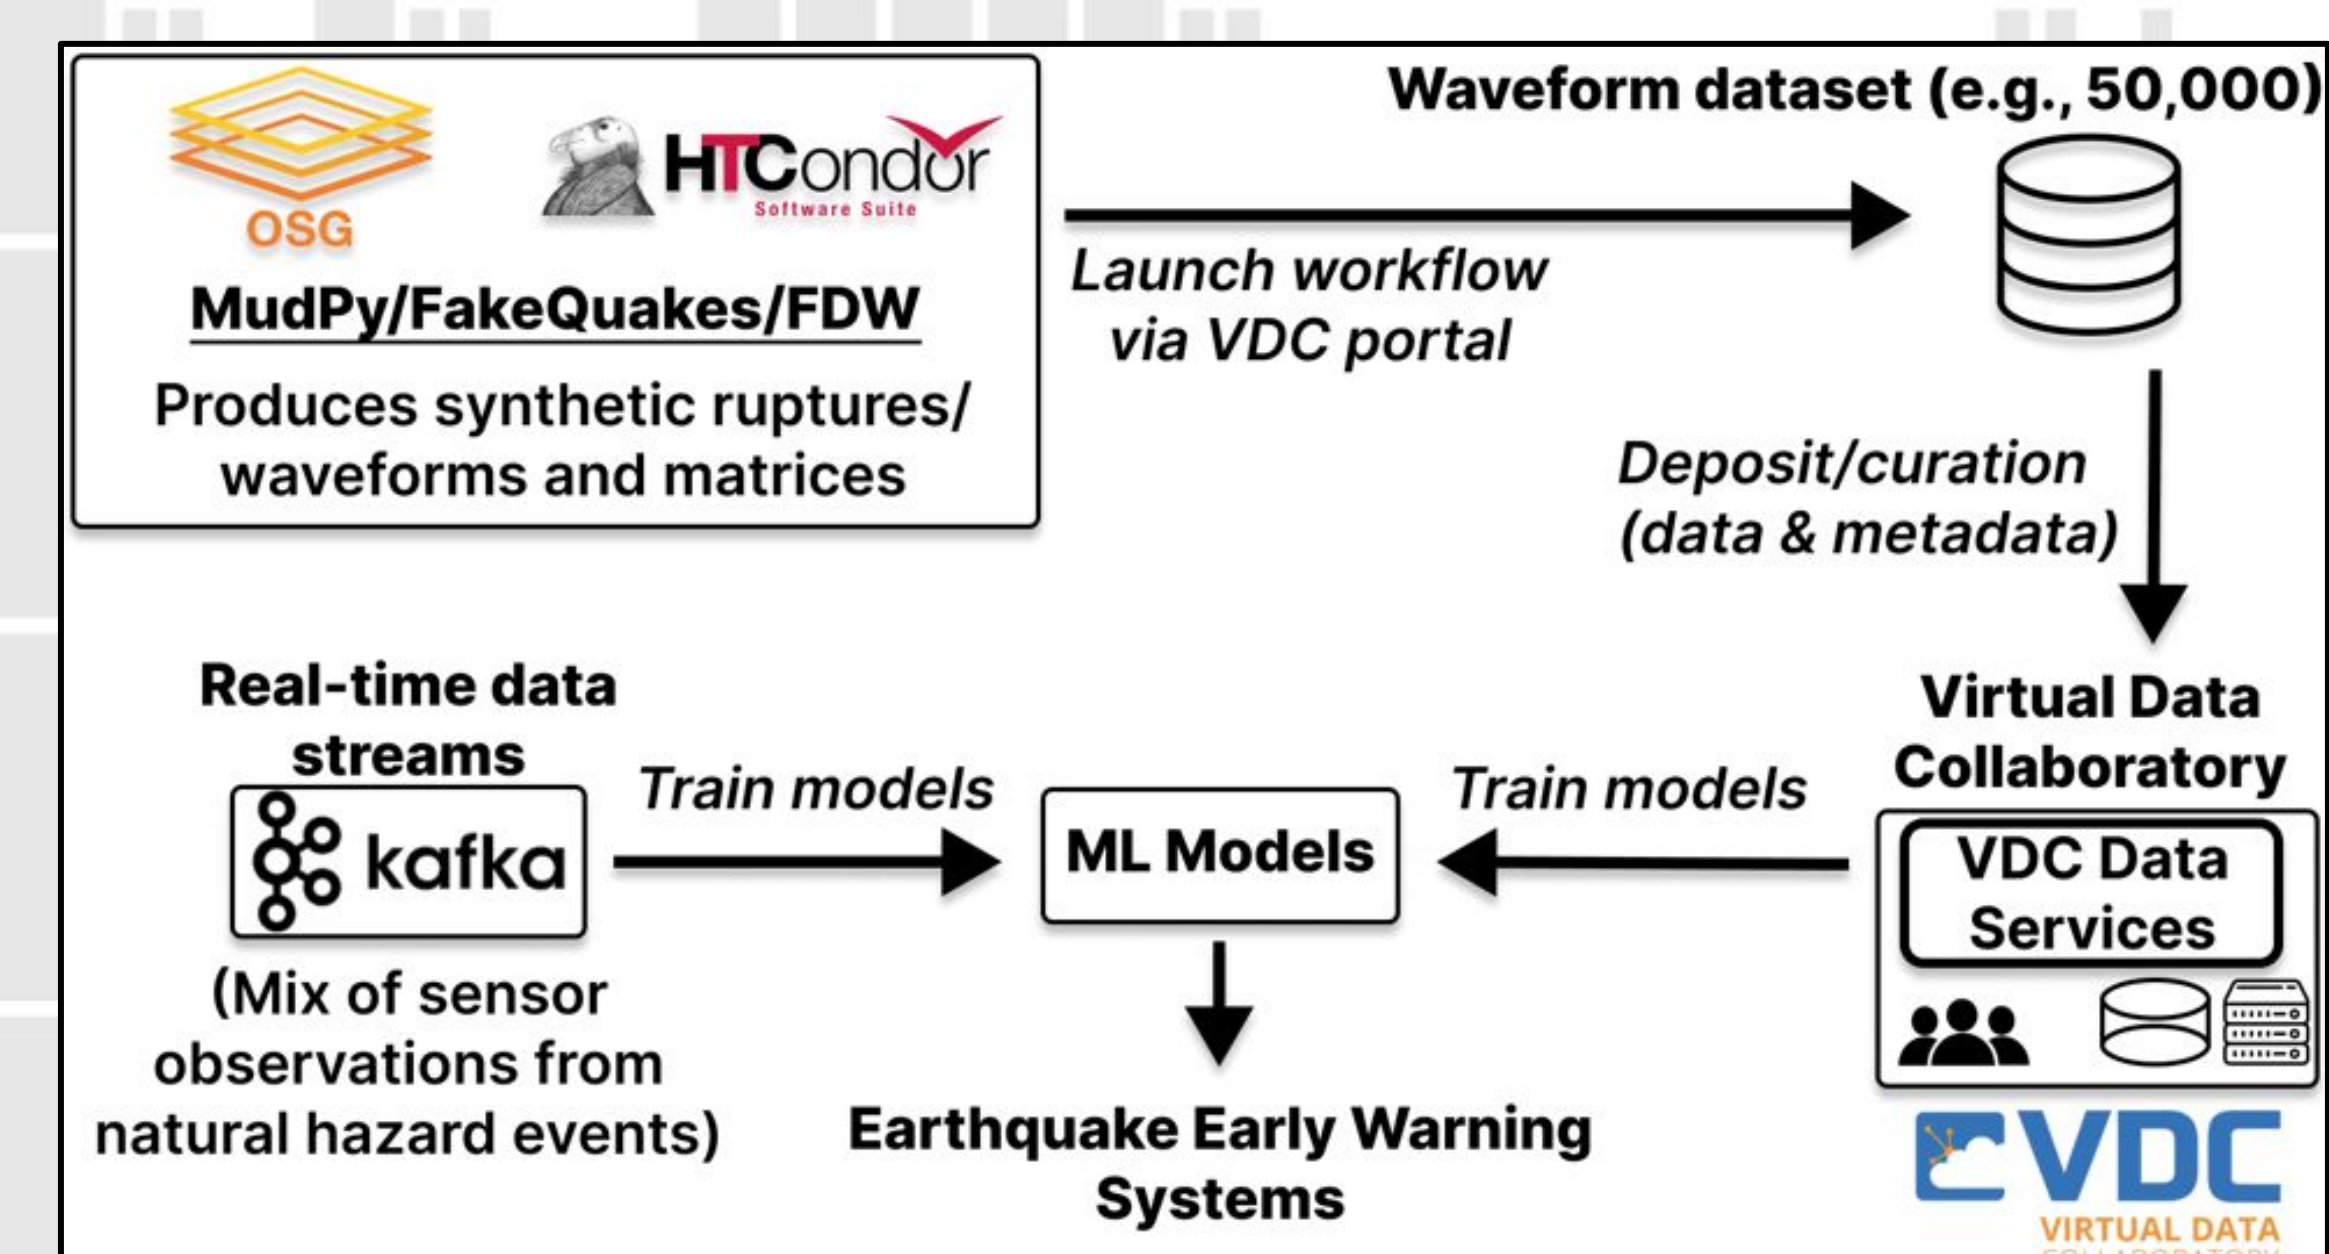 OSG
HTCondor
Software Suite
MudPy/FakeQuakes/FDW
Produces synthetic ruptures/
waveforms and matrices
Launch workflow
via VDC portal
Waveform dataset (e.g., 50,000)
Deposit/curation
(data & metadata)
Virtual Data
Collaboratory
VDC Data
Services
VDC
VIRTUAL DATA
COLLABORATORY
Train models
ML Models
Train models
Real-time data
streams
kafka
(Mix of sensor
observations from
natural hazard events)
Earthquake Early Warning
Systems